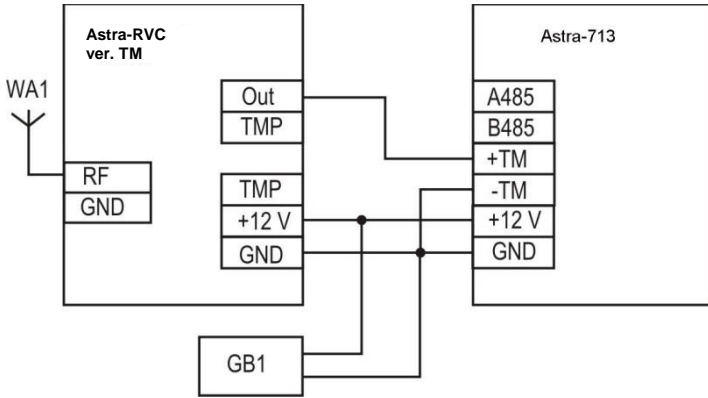 Astra-RVC
ver. TM
Astra-713
WA1
Out
TMP
RF
GND
TMP
+12 V
GND
A485
B485
+TM
-TM
+12 V
GND
GB1